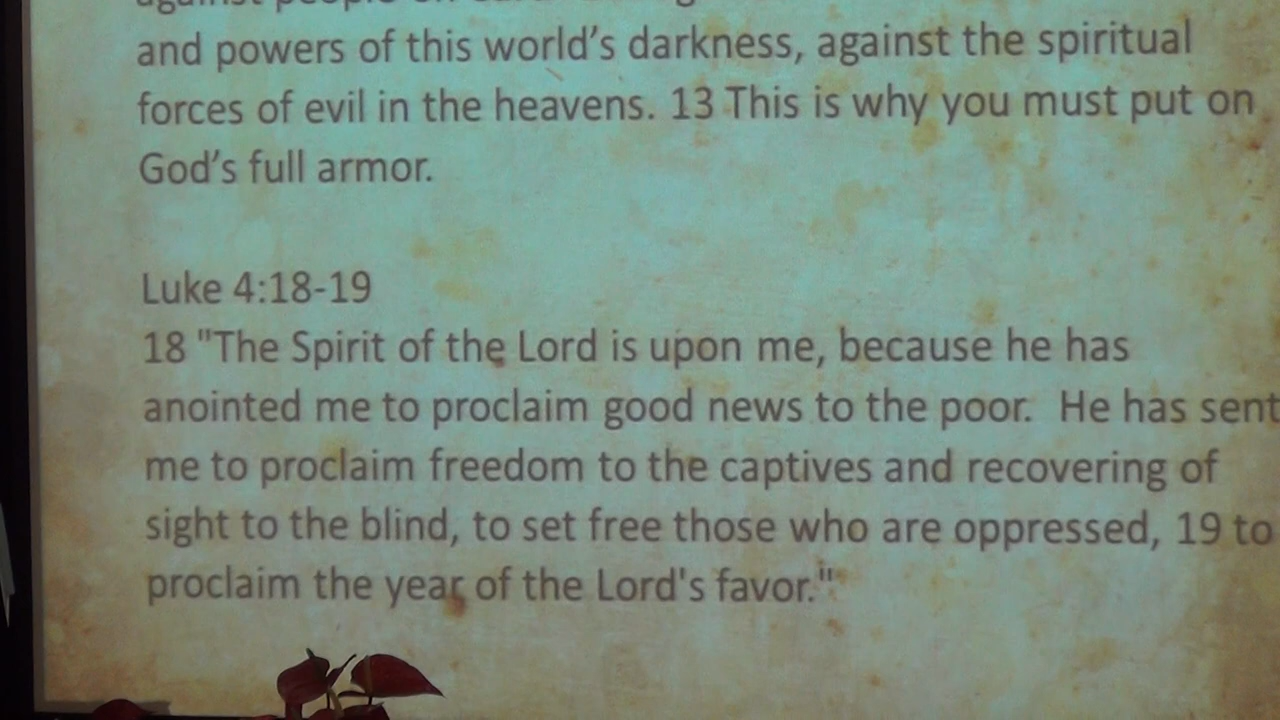 and powers of this world’s darkness, against the spiritual
forces of evil in the heavens. 13 This is why you must put on
God’s full armor.
Luke 4:18-19
18 "The Spirit of the Lord is upon me, because he has
anointed me to proclaim good news to the poor.  He has sent
me to proclaim freedom to the captives and recovering of
sight to the blind, to set free those who are oppressed, 19 to
proclaim the year of the Lord's favor."